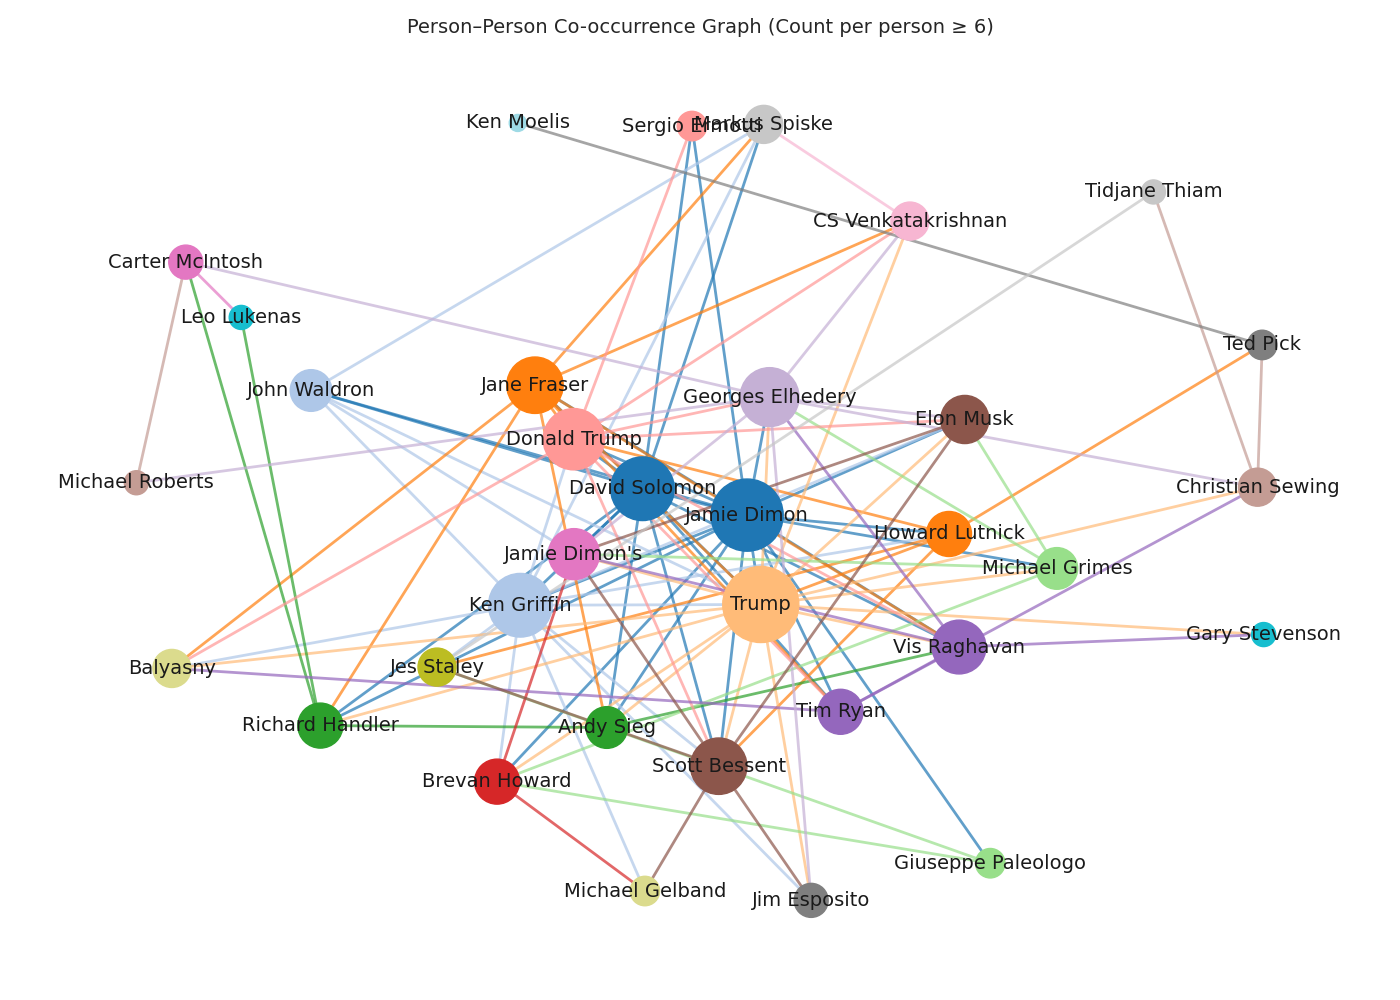 Person–Person Co-occurrence Graph (Count per person ≥ 6)
Ken Moelis
Sergio Ermotti
Markus Spiske
Tidjane Thiam
CS Venkatakrishnan
Carter McIntosh
Leo Lukenas
Ted Pick
John Waldron
Jane Fraser
Georges Elhedery
Elon Musk
Donald Trump
Michael Roberts
David Solomon
Christian Sewing
Jamie Dimon
Howard Lutnick
Jamie Dimon's
Michael Grimes
Ken Griffin
Trump
Gary Stevenson
Vis Raghavan
Balyasny
Jes Staley
Tim Ryan
Richard Handler
Andy Sieg
Scott Bessent
Brevan Howard
Giuseppe Paleologo
Michael Gelband
Jim Esposito